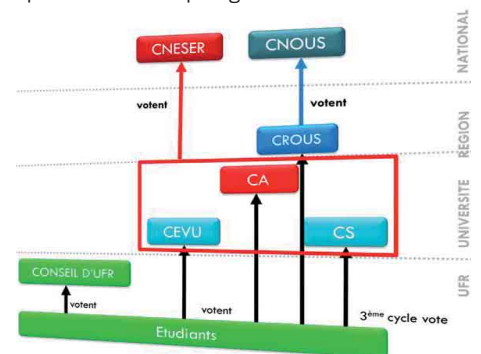 CNESER
CNOUS
NATIONAL
votent
votent
CROUS
REGION
CA
CEVU
CS
UNIVERSITE
CONSEIL D'UFR
UFR
votent
votent
3ème cycle vote
Etudiants